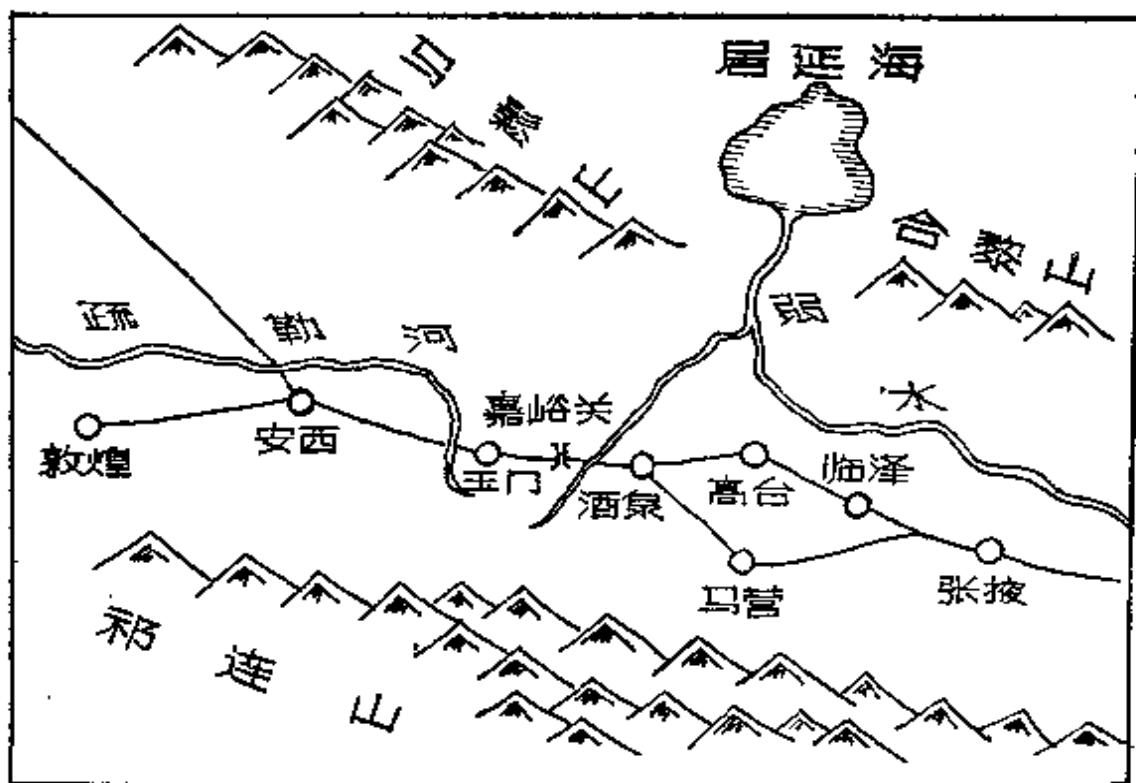 居延海
马鬃山
合黎山
疏勒河
弱水
嘉峪关
敦煌
安西
玉门
酒泉
高台
临泽
马营
张掖
祁连山